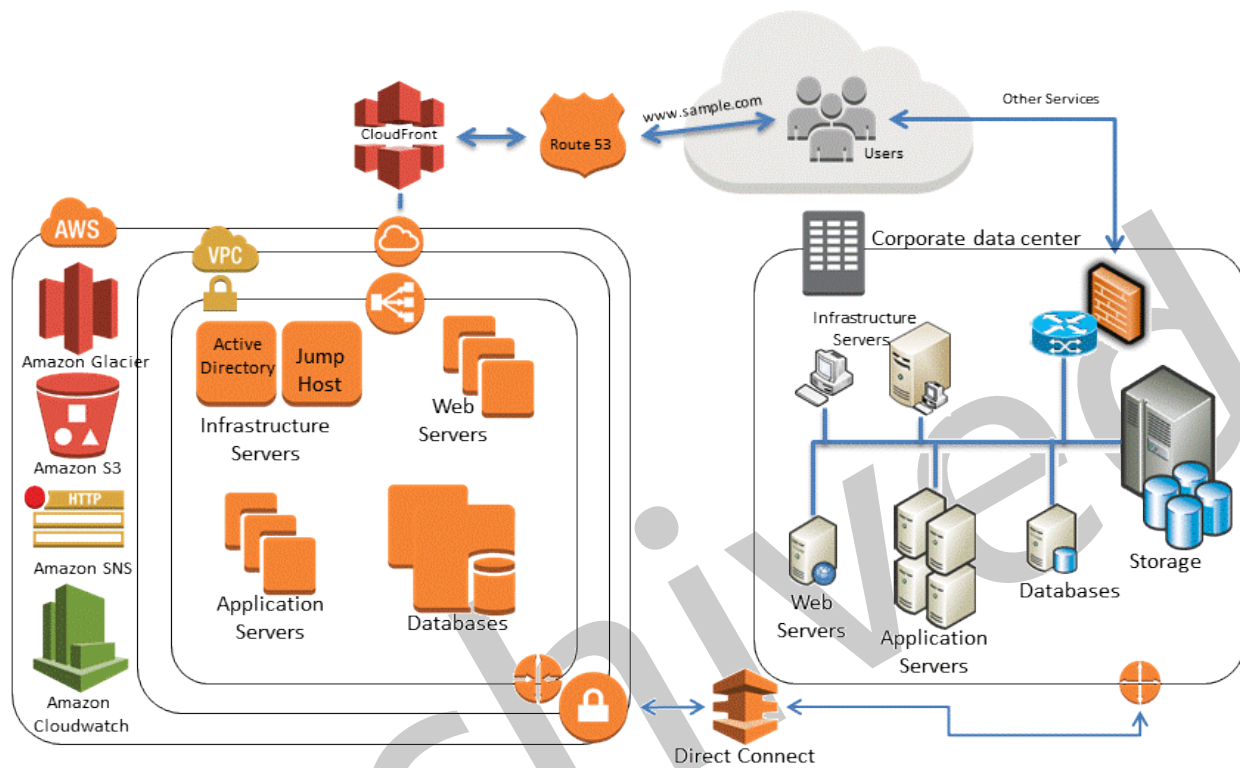 www.sample.com
Other Services
CloudFront
Route 53
Users
AWS
VPC
Corporate data center
Amazon Glacier
Active
Directory
Jump
Host
Infrastructure
Servers
Web
Servers
Infrastructure
Servers
Amazon S3
HTTP
Amazon SNS
Application
Servers
Databases
Amazon
Cloudwatch
Web
Servers
Application
Servers
Databases
Storage
Direct Connect
chived